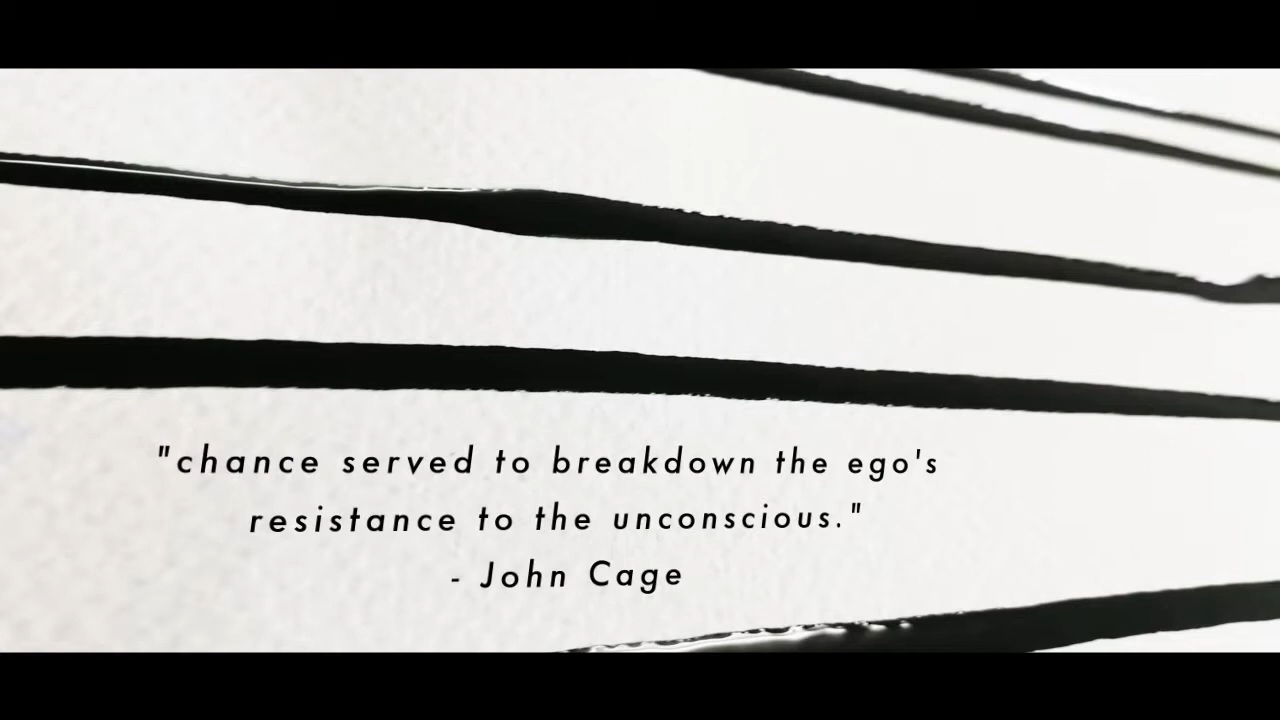 "chance served to breakdown the ego's
resistance to the unconscious."
- John Cage